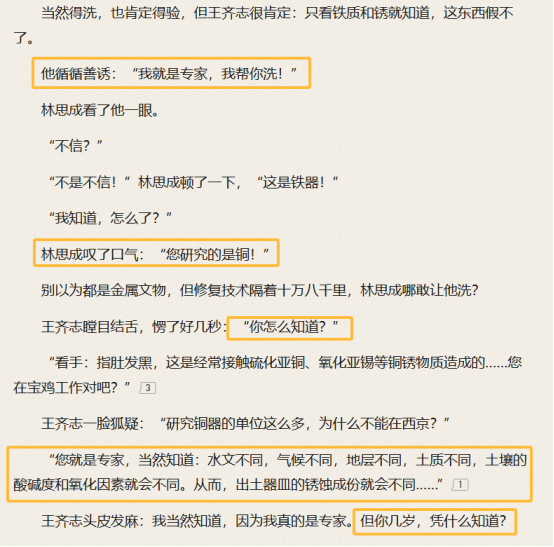 当然得洗，也肯定得验，但王齐志很肯定：只看铁质和锈就知道，这东西假不
了。
他循循善诱：“我就是专家，我帮你洗！”
林思成看了他一眼。
“不信？”
“不是不信！”林思成顿了一下，“这是铁器！”
“我知道，怎么了？”
林思成叹了口气：“您研究的是铜！”
别以为都是金属文物，但修复技术隔着十万八千里，林思成哪敢让他洗？
王齐志瞠目结舌，愣了好几秒：“你怎么知道？”
“看手：指肚发黑，这是经常接触硫化亚铜、氧化亚锡等铜锈物质造成的……您
在宝鸡工作对吧？” 3
王齐志一脸狐疑：“研究铜器的单位这么多，为什么不能在西京？”
“您就是专家，当然知道：水文不同，气候不同，地层不同，土质不同，土壤的
酸碱度和氧化因素就会不同。从而，出土器皿的锈蚀成份就会不同……” 1
王齐志头皮发麻：我当然知道，因为我真的是专家。但你几岁，凭什么知道？